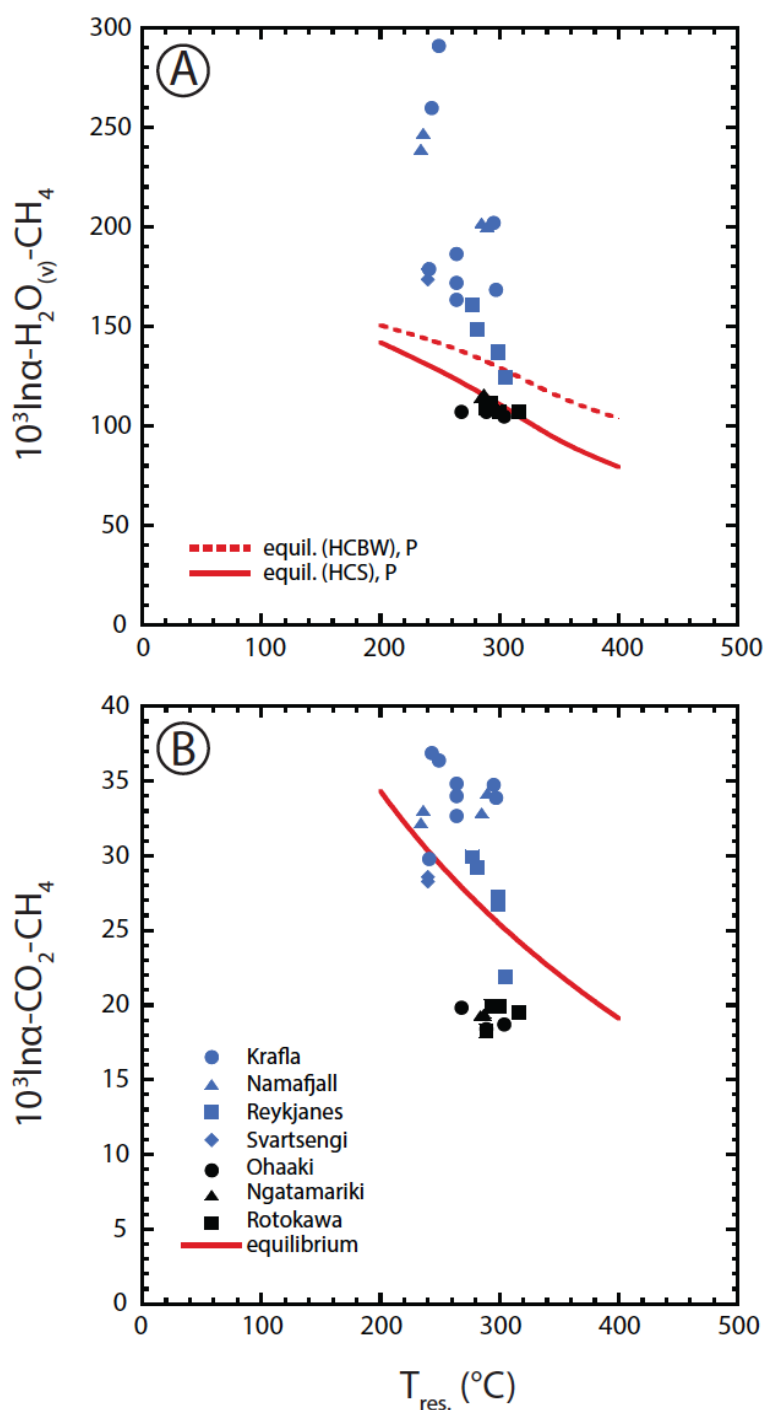 A
300
250
200
150
100
50
0
10³lnα-H₂O₍ᵥ₎-CH₄
equil. (HCBW), P
equil. (HCS), P
0 100 200 300 400 500
B
40
35
30
25
20
15
10
5
0
10³lnα-CO₂-CH₄
Krafla
Namafjall
Reykjanes
Svartsengi
Ohaaki
Ngatamariki
Rotokawa
equilibrium
0 100 200 300 400 500
T res. (°C)